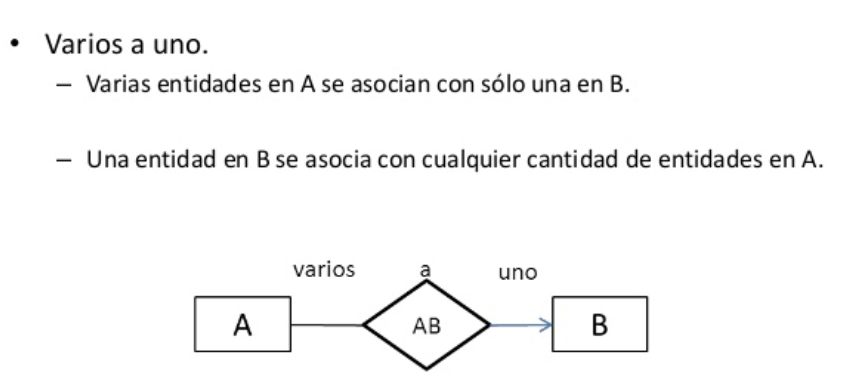 • Varios a uno.
– Varias entidades en A se asocian con sólo una en B.
– Una entidad en B se asocia con cualquier cantidad de entidades en A.
varios a uno
A AB B